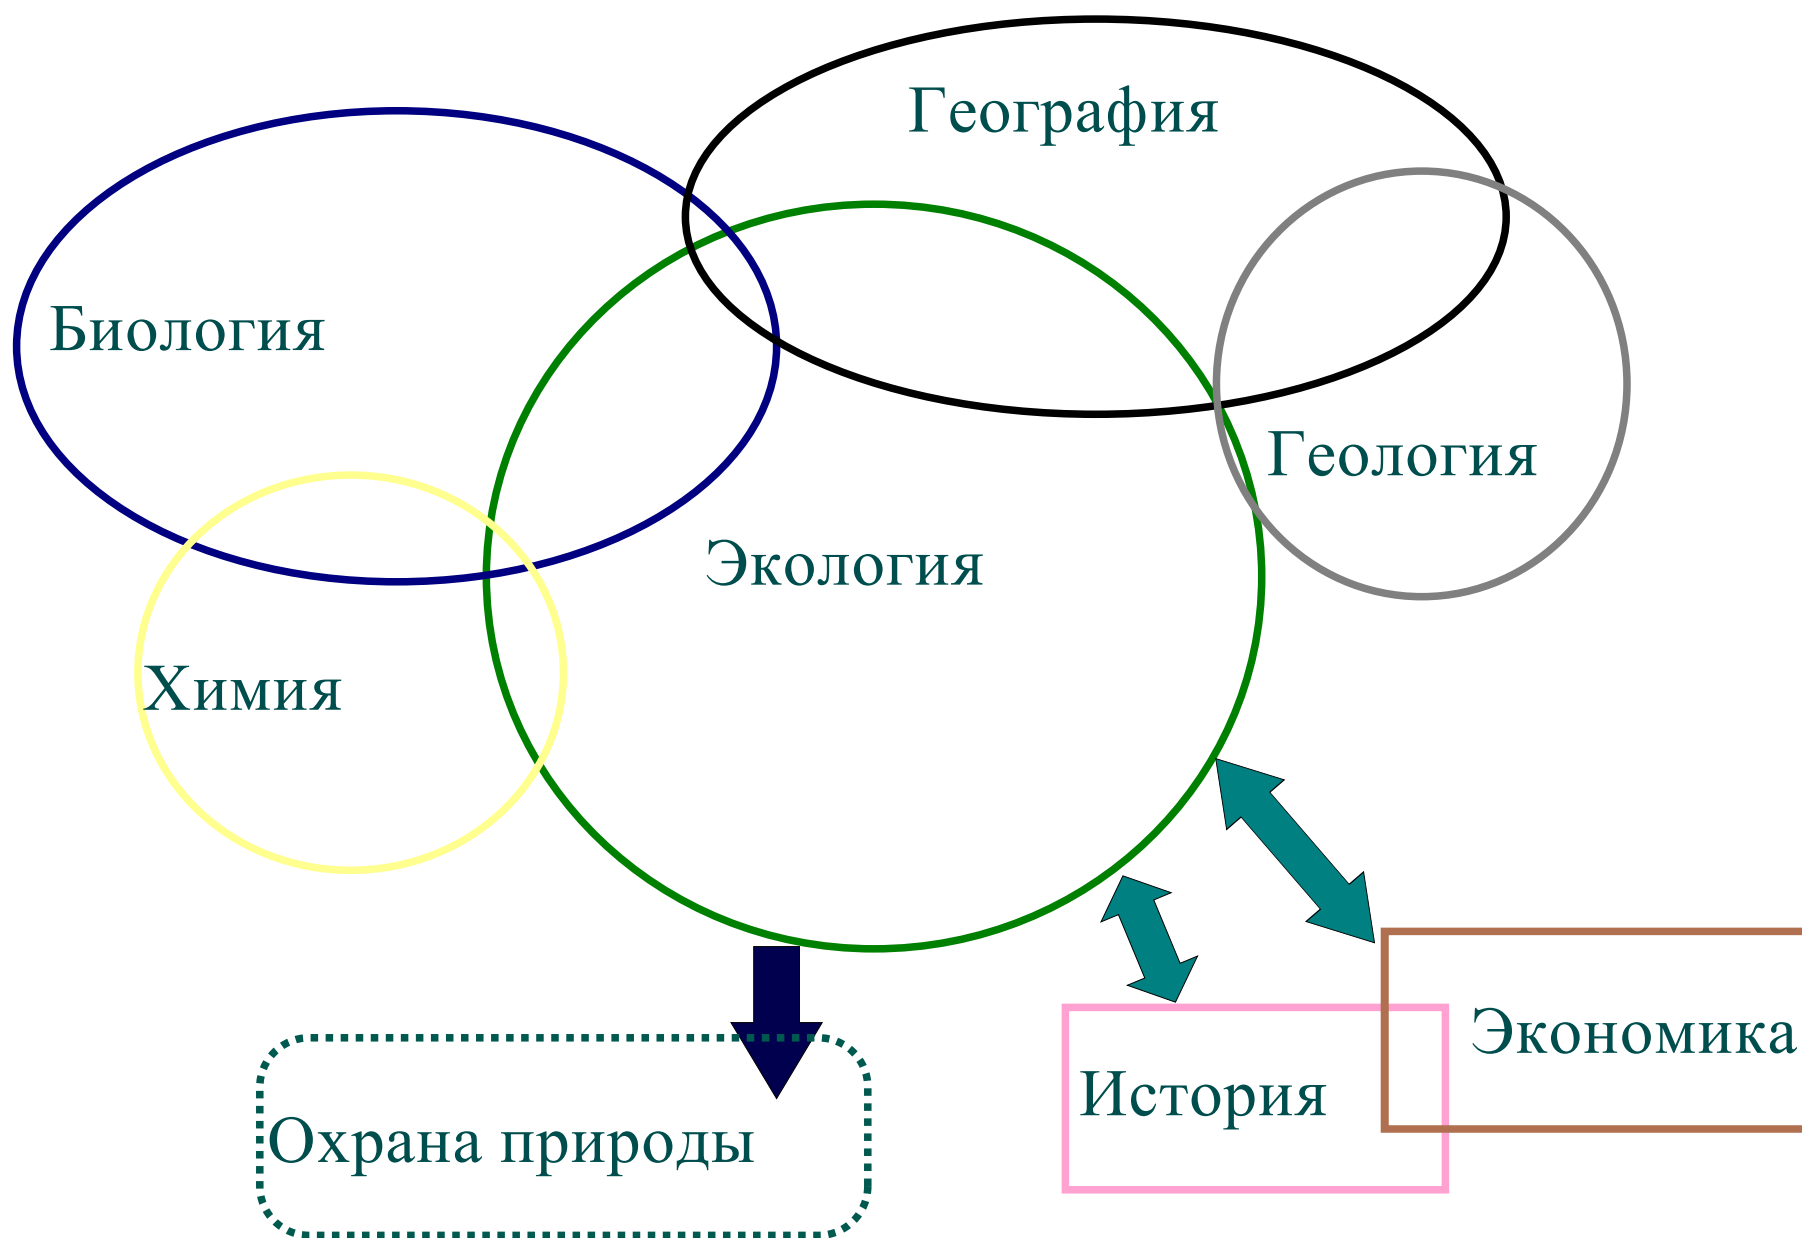 География
Биология
Геология
Экология
Химия
Экономика
История
Охрана природы